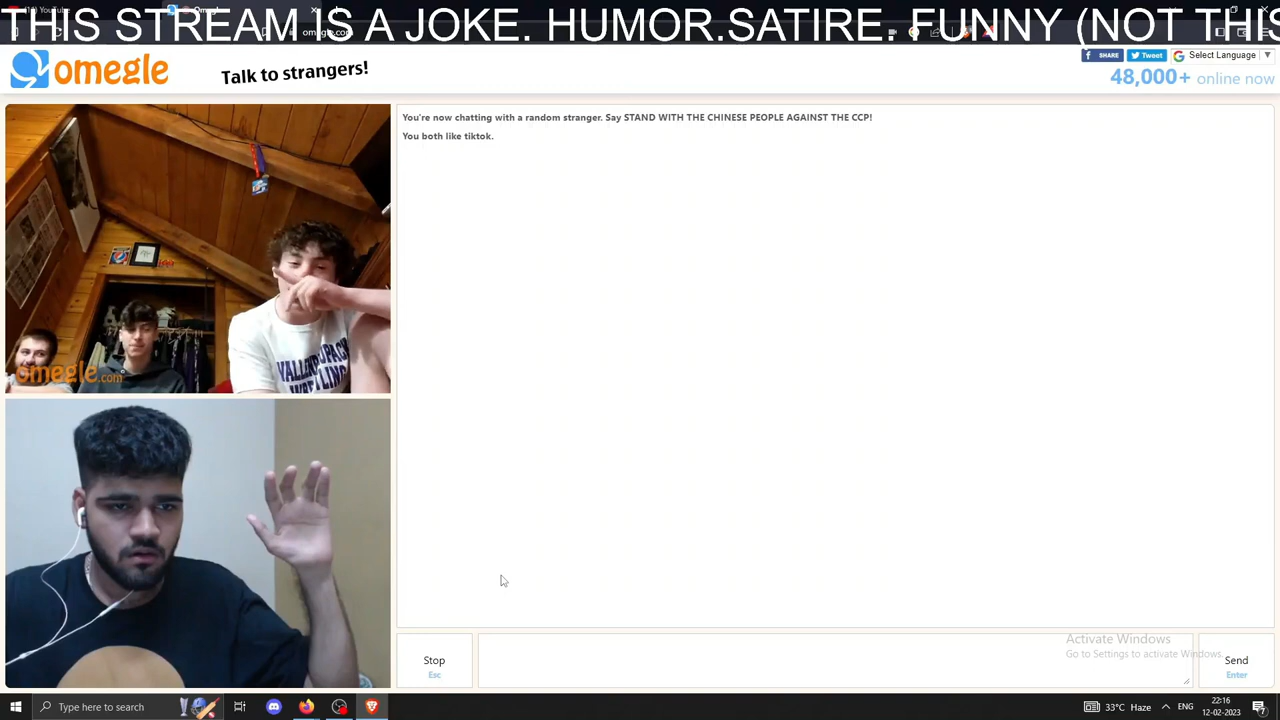 THIS STREAM IS A JOKE. HUMOR.SATIRE. FUNNY (NOT THIS
omegle.com
omegle
Talk to strangers!
SHARE
Tweet
Select Language
48,000+ online now
You're now chatting with a random stranger. Say STAND WITH THE CHINESE PEOPLE AGAINST THE CCP!
You both like tiktok.
omegle.com
Stop
Esc
Activate Windows
Go to Settings to activate Windows.
Send
Enter
Type here to search
33°C Haze
ENG
22:16
12-02-2023